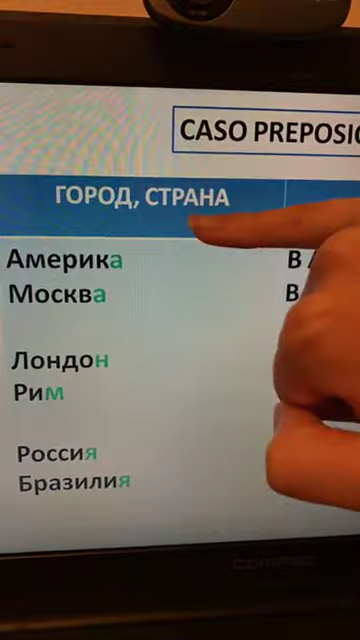 CASO PREPOSIC
ГОРОД, СТРАНА
Америка В
Москва В
Лондон
Рим
Россия
Бразилия